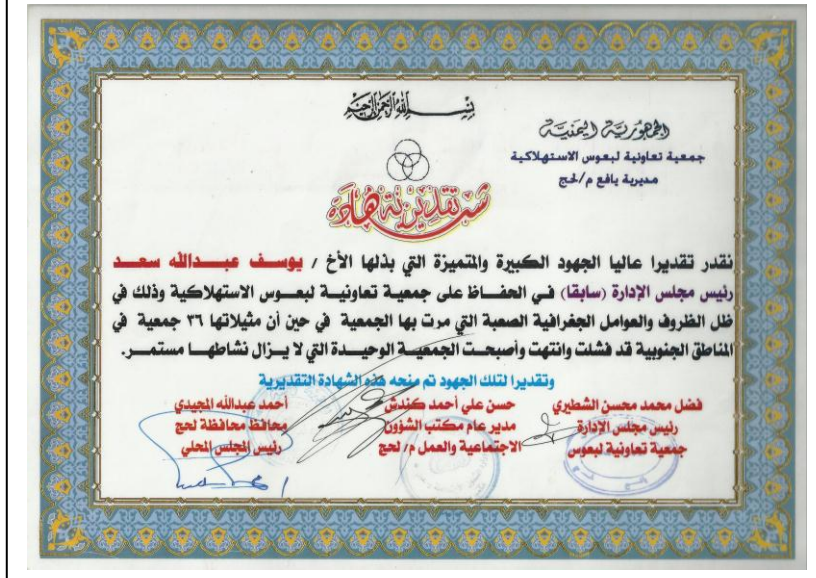 بسم الله الرحمن الرحيم
الجمهورية اليمنية
جمعية تعاونية لبعوس الاستهلاكية
مديرية يافع م/لحج
شهادة تقديرية
نقدر تقديرا عاليا الجهود الكبيرة والمتميزة التي بذلها الأخ / يوسف عبدالله سعد
رئيس مجلس الإدارة (سابقا) في الحفاظ على جمعية تعاونية لبعوس الاستهلاكية وذلك في
ظل الظروف والعوامل الجغرافية الصعبة التي مرت بها الجمعية في حين أن مثيلاتها ٣٦ جمعية في
المناطق الجنوبية قد فشلت وانتهت وأصبحت الجمعية الوحيدة التي لا يزال نشاطها مستمر.
وتقديرا لتلك الجهود تم منحه هذه الشهادة التقديرية
فضل محمد محسن الشطيري
رئيس مجلس الإدارة
جمعية تعاونية لبعوس
حسن علي أحمد كندش
مدير عام مكتب الشؤون
الاجتماعية والعمل م/ لحج
أحمد عبدالله المجيدي
محافظ محافظة لحج
رئيس المجلس المحلي